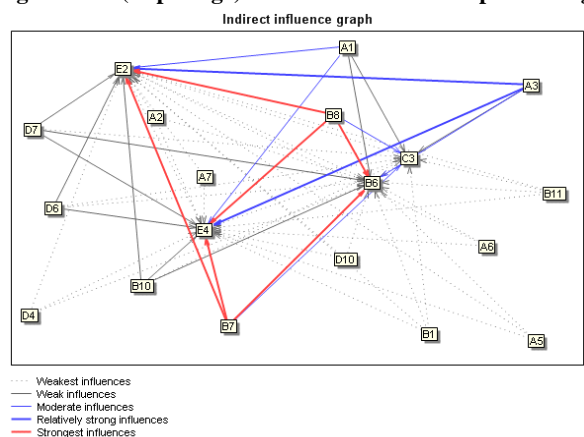 Indirect influence graph
A1
E2
A3
A2
B8
D7
C3
A7
B6
B11
D6
E4
A6
D10
B10
D4
B7
B1
A5
Weakest influences
Weak influences
Moderate influences
Relatively strong influences
Strongest influences